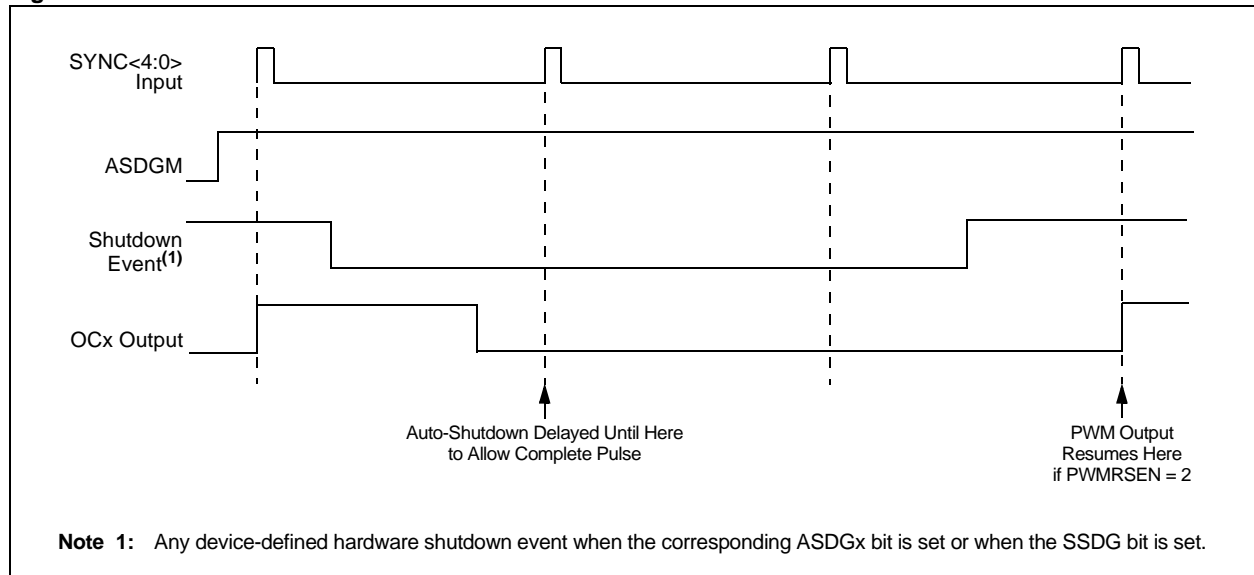 SYNC<4:0>
Input
ASDGM
Shutdown
Event(1)
OCx Output
Auto-Shutdown Delayed Until Here
to Allow Complete Pulse
PWM Output
Resumes Here
if PWMRSEN = 2
Note 1: Any device-defined hardware shutdown event when the corresponding ASDGx bit is set or when the SSDG bit is set.